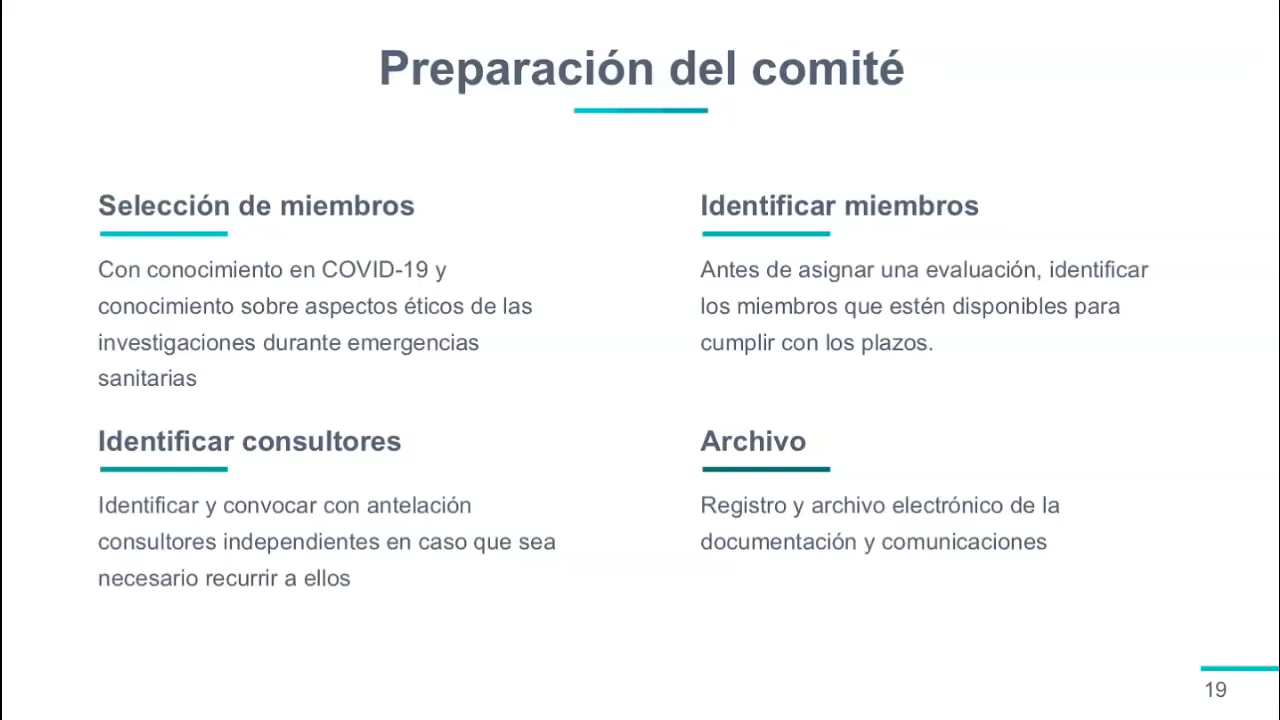 Preparación del comité
Selección de miembros
Con conocimiento en COVID-19 y
conocimiento sobre aspectos éticos de las
investigaciones durante emergencias
sanitarias
Identificar miembros
Antes de asignar una evaluación, identificar
los miembros que estén disponibles para
cumplir con los plazos.
Identificar consultores
Identificar y convocar con antelación
consultores independientes en caso que sea
necesario recurrir a ellos
Archivo
Registro y archivo electrónico de la
documentación y comunicaciones
19